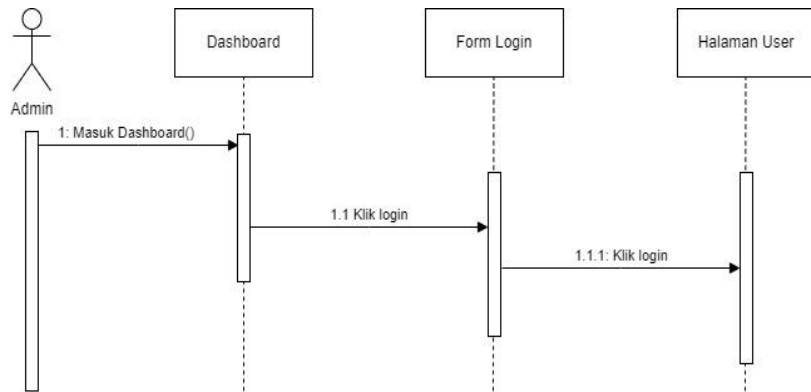 Dashboard
Form Login
Halaman User
Admin
1: Masuk Dashboard()
1.1 Klik login
1.1.1: Klik login